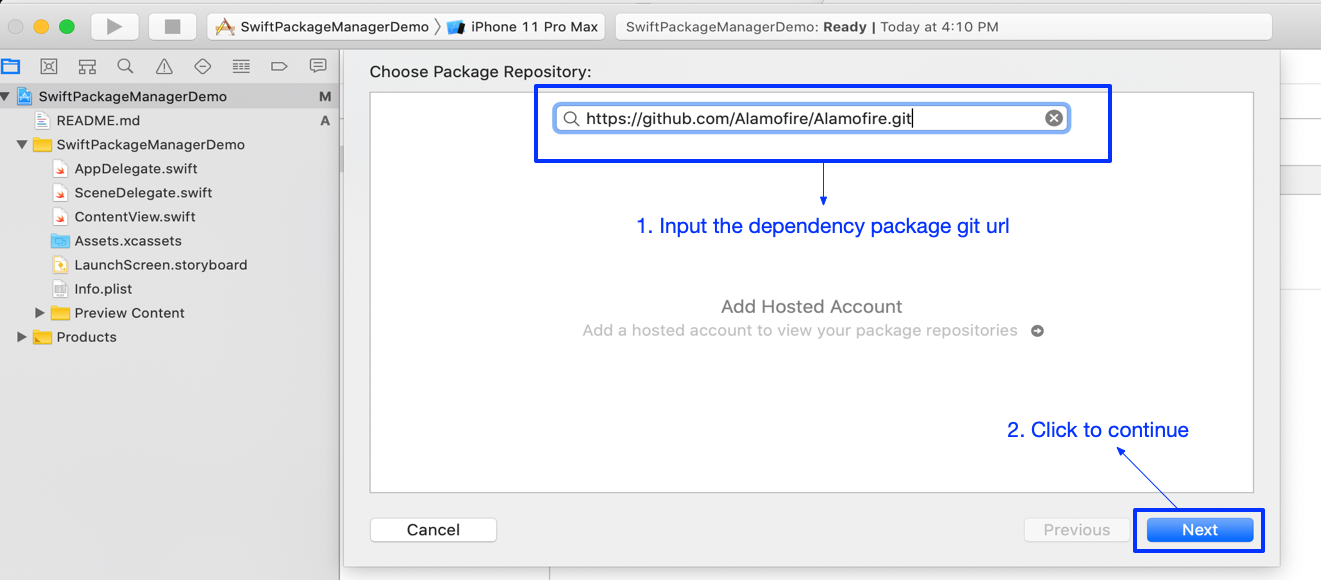 SwiftPackageManagerDemo 〉 iPhone 11 Pro Max
SwiftPackageManagerDemo: Ready | Today at 4:10 PM
SwiftPackageManagerDemo M
README.md A
SwiftPackageManagerDemo
AppDelegate.swift
SceneDelegate.swift
ContentView.swift
Assets.xcassets
LaunchScreen.storyboard
Info.plist
Preview Content
Products
Choose Package Repository:
https://github.com/Alamofire/Alamofire.git
1. Input the dependency package git url
Add Hosted Account
Add a hosted account to view your package repositories
2. Click to continue
Cancel
Previous
Next